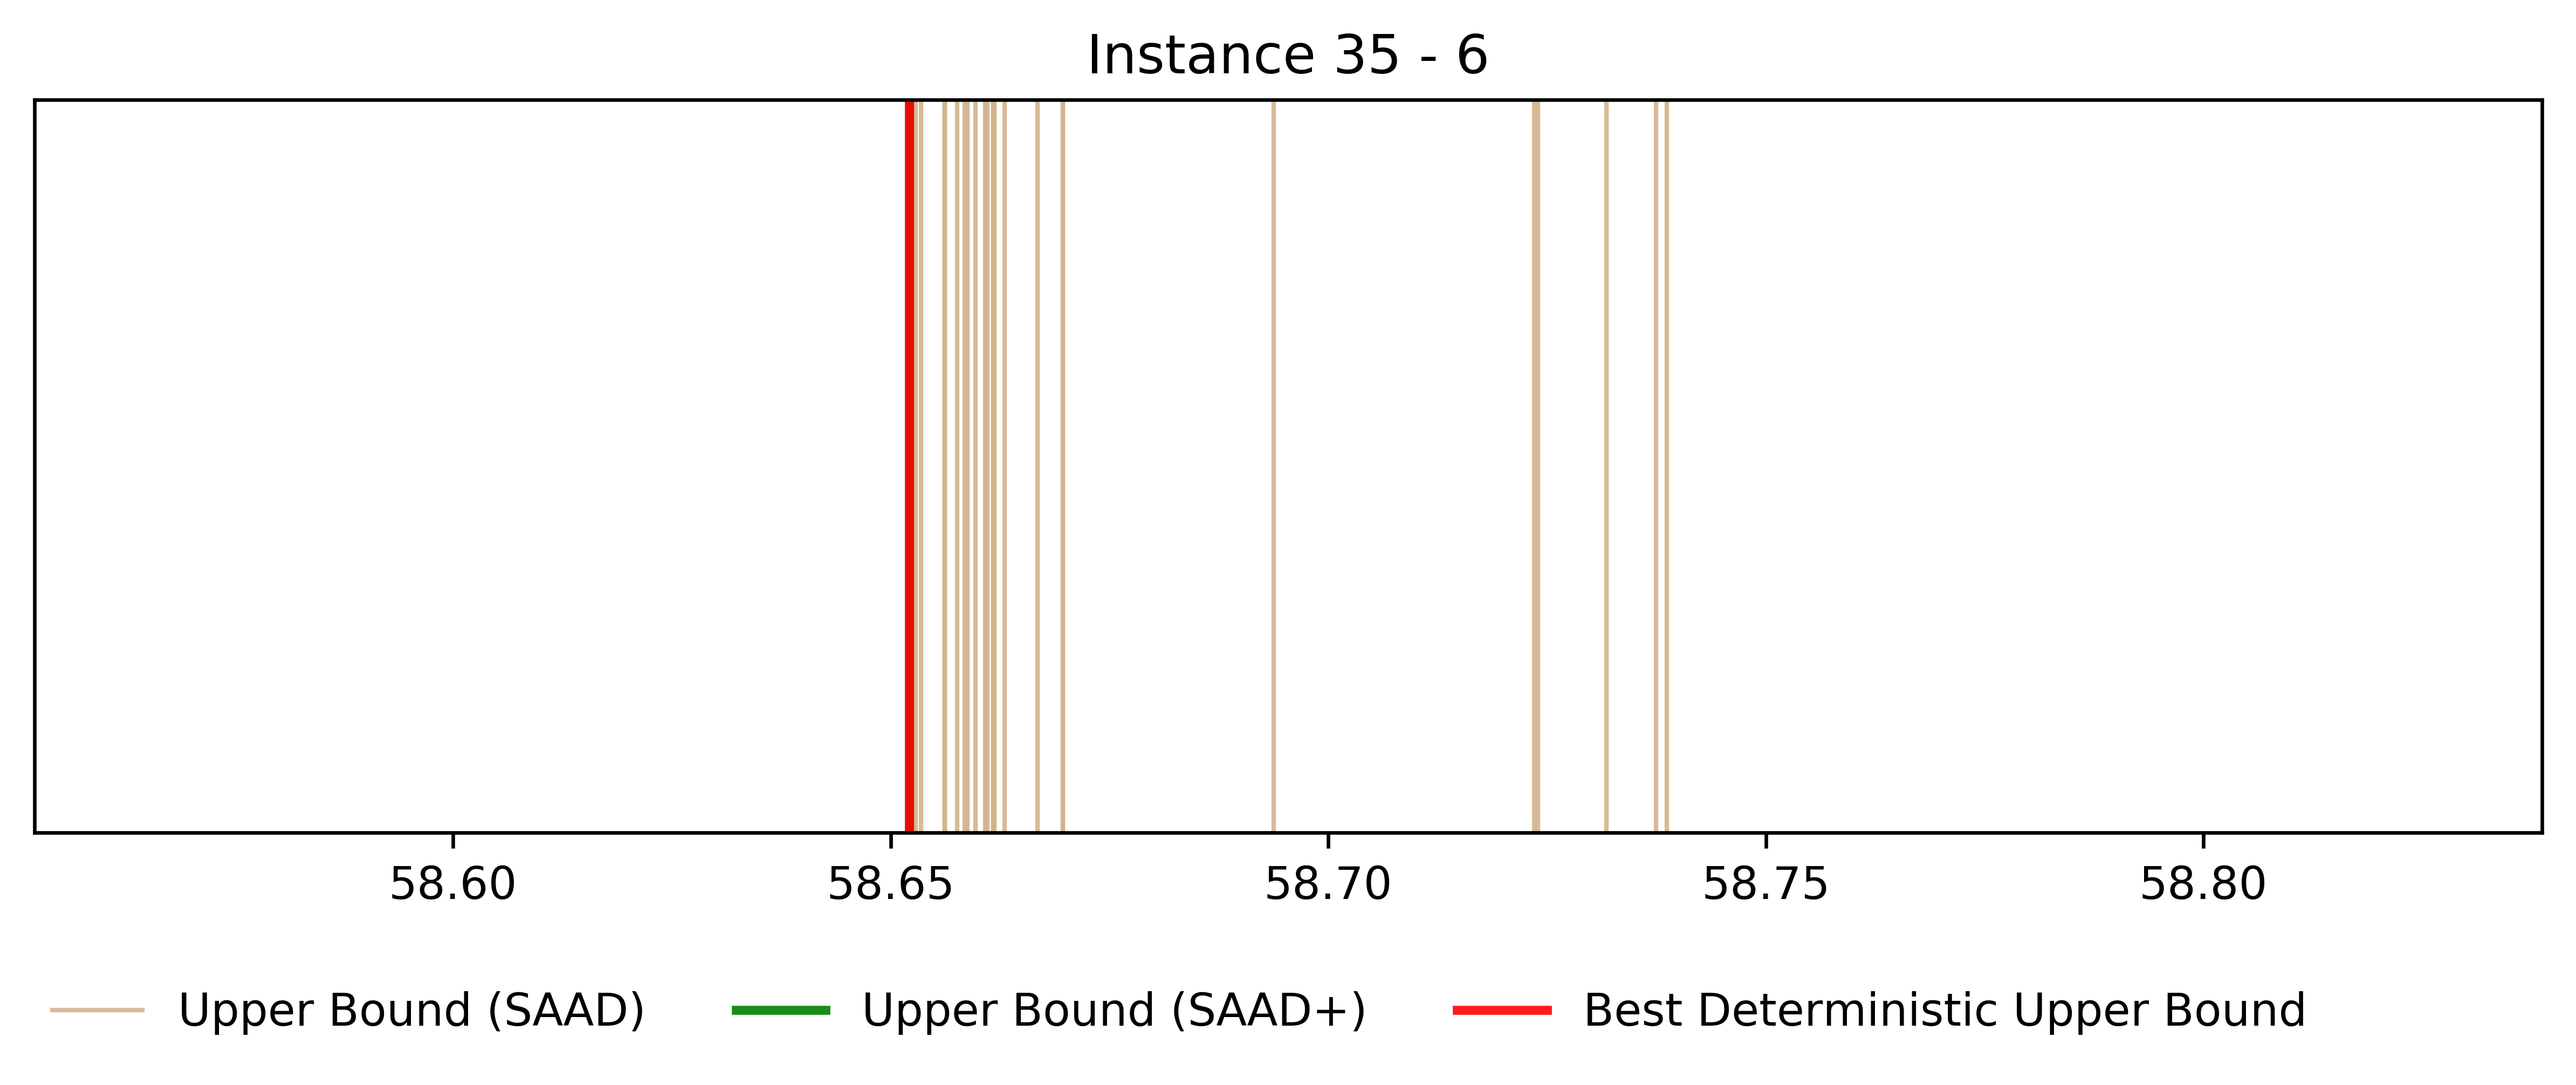 Instance 35 - 6
58.60 58.65 58.70 58.75 58.80
Upper Bound (SAAD) Upper Bound (SAAD+) Best Deterministic Upper Bound